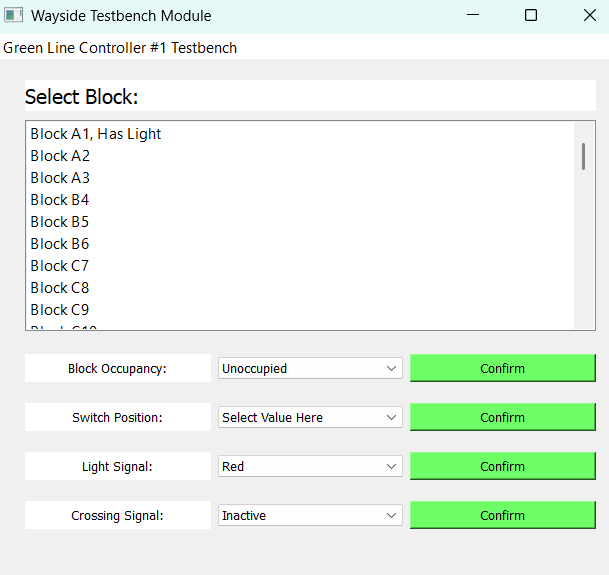 Wayside Testbench Module
Green Line Controller #1 Testbench
Select Block:
Block A1, Has Light
Block A2
Block A3
Block B4
Block B5
Block B6
Block C7
Block C8
Block C9
Block C10
Block Occupancy: Unoccupied Confirm
Switch Position: Select Value Here Confirm
Light Signal: Red Confirm
Crossing Signal: Inactive Confirm